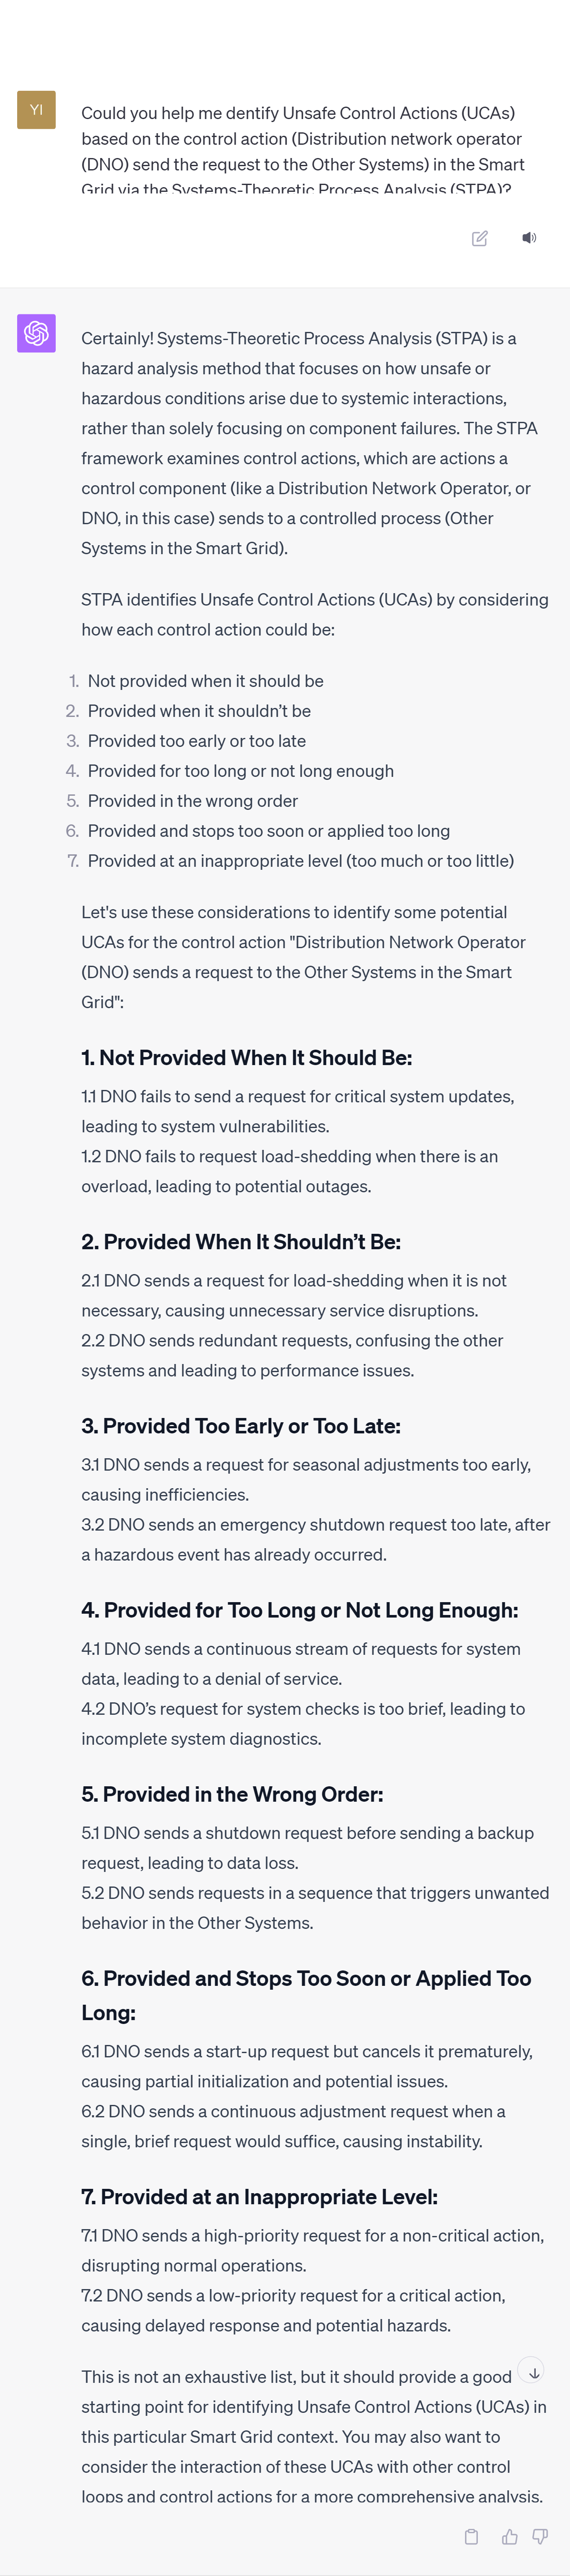 YI
Could you help me dentify Unsafe Control Actions (UCAs)
based on the control action (Distribution network operator
(DNO) send the request to the Other Systems) in the Smart
Grid via the Systems-Theoretic Process Analysis (STPA)?
Certainly! Systems-Theoretic Process Analysis (STPA) is a
hazard analysis method that focuses on how unsafe or
hazardous conditions arise due to systemic interactions,
rather than solely focusing on component failures. The STPA
framework examines control actions, which are actions a
control component (like a Distribution Network Operator, or
DNO, in this case) sends to a controlled process (Other
Systems in the Smart Grid).
STPA identifies Unsafe Control Actions (UCAs) by considering
how each control action could be:
1. Not provided when it should be
2. Provided when it shouldn't be
3. Provided too early or too late
4. Provided for too long or not long enough
5. Provided in the wrong order
6. Provided and stops too soon or applied too long
7. Provided at an inappropriate level (too much or too little)
Let's use these considerations to identify some potential
UCAs for the control action "Distribution Network Operator
(DNO) sends a request to the Other Systems in the Smart
Grid":
1. Not Provided When It Should Be:
1.1 DNO fails to send a request for critical system updates,
leading to system vulnerabilities.
1.2 DNO fails to request load-shedding when there is an
overload, leading to potential outages.
2. Provided When It Shouldn’t Be:
2.1 DNO sends a request for load-shedding when it is not
necessary, causing unnecessary service disruptions.
2.2 DNO sends redundant requests, confusing the other
systems and leading to performance issues.
3. Provided Too Early or Too Late:
3.1 DNO sends a request for seasonal adjustments too early,
causing inefficiencies.
3.2 DNO sends an emergency shutdown request too late, after
a hazardous event has already occurred.
4. Provided for Too Long or Not Long Enough:
4.1 DNO sends a continuous stream of requests for system
data, leading to a denial of service.
4.2 DNO’s request for system checks is too brief, leading to
incomplete system diagnostics.
5. Provided in the Wrong Order:
5.1 DNO sends a shutdown request before sending a backup
request, leading to data loss.
5.2 DNO sends requests in a sequence that triggers unwanted
behavior in the Other Systems.
6. Provided and Stops Too Soon or Applied Too
Long:
6.1 DNO sends a start-up request but cancels it prematurely,
causing partial initialization and potential issues.
6.2 DNO sends a continuous adjustment request when a
single, brief request would suffice, causing instability.
7. Provided at an Inappropriate Level:
7.1 DNO sends a high-priority request for a non-critical action,
disrupting normal operations.
7.2 DNO sends a low-priority request for a critical action,
causing delayed response and potential hazards.
This is not an exhaustive list, but it should provide a good
starting point for identifying Unsafe Control Actions (UCAs) in
this particular Smart Grid context. You may also want to
consider the interaction of these UCAs with other control
loops and control actions for a more comprehensive analysis.